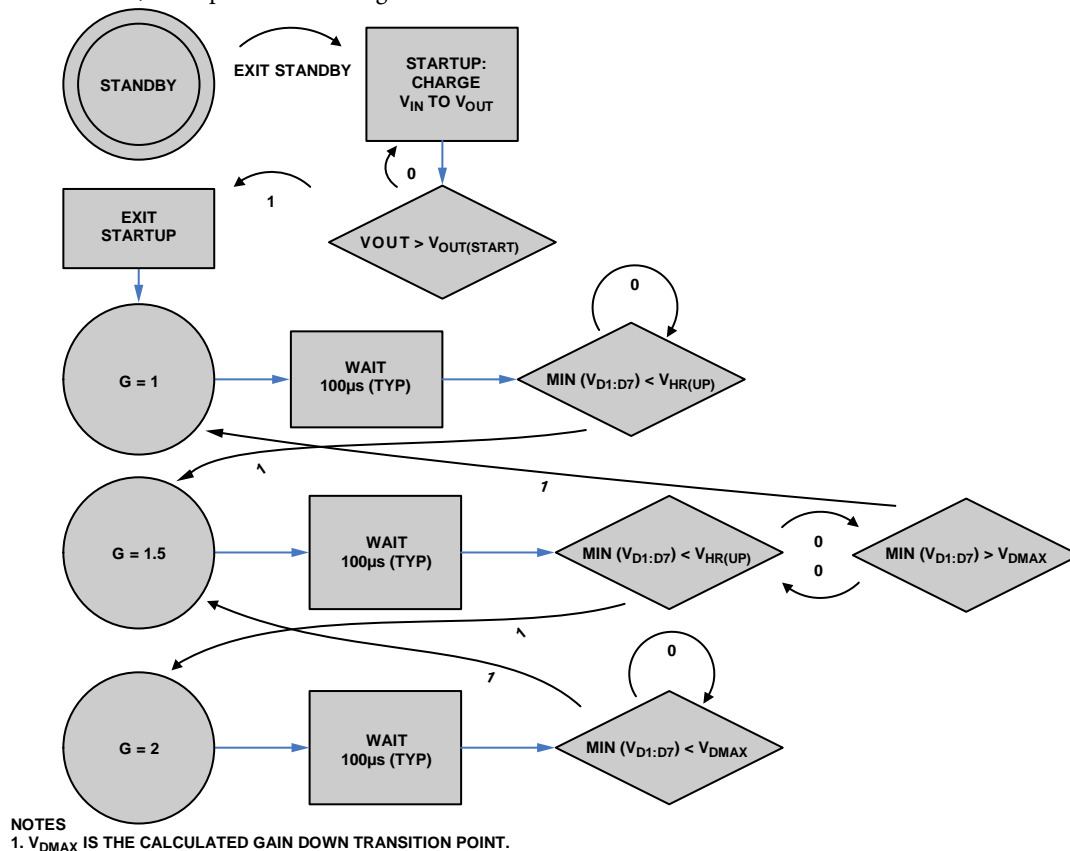 STANDBY
EXIT STANDBY
STARTUP:
CHARGE
VIN TO VOUT
0
1
EXIT
STARTUP
VOUT > VOUT(START)
0
G = 1
WAIT
100µs (TYP)
MIN (VD1:D7) < VHR(UP)
1
1
G = 1.5
WAIT
100µs (TYP)
MIN (VD1:D7) < VHR(UP)
0
0
MIN (VD1:D7) > VDMAX
1
1
0
G = 2
WAIT
100µs (TYP)
MIN (VD1:D7) < VDMAX
NOTES
1. VDMAX IS THE CALCULATED GAIN DOWN TRANSITION POINT.